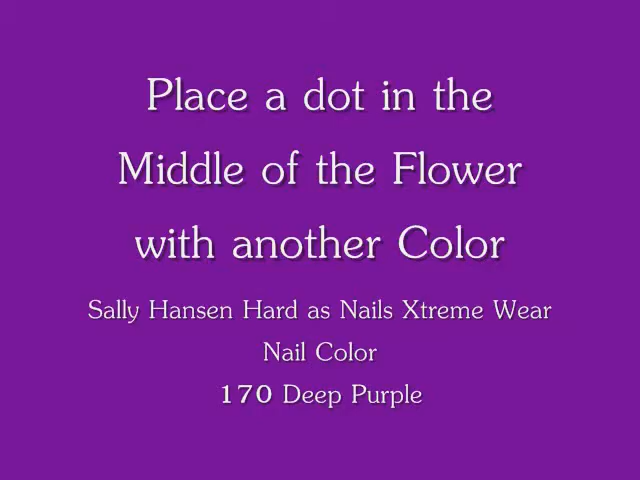 Place a dot in the
Middle of the Flower
with another Color
Sally Hansen Hard as Nails Xtreme Wear
Nail Color
170 Deep Purple